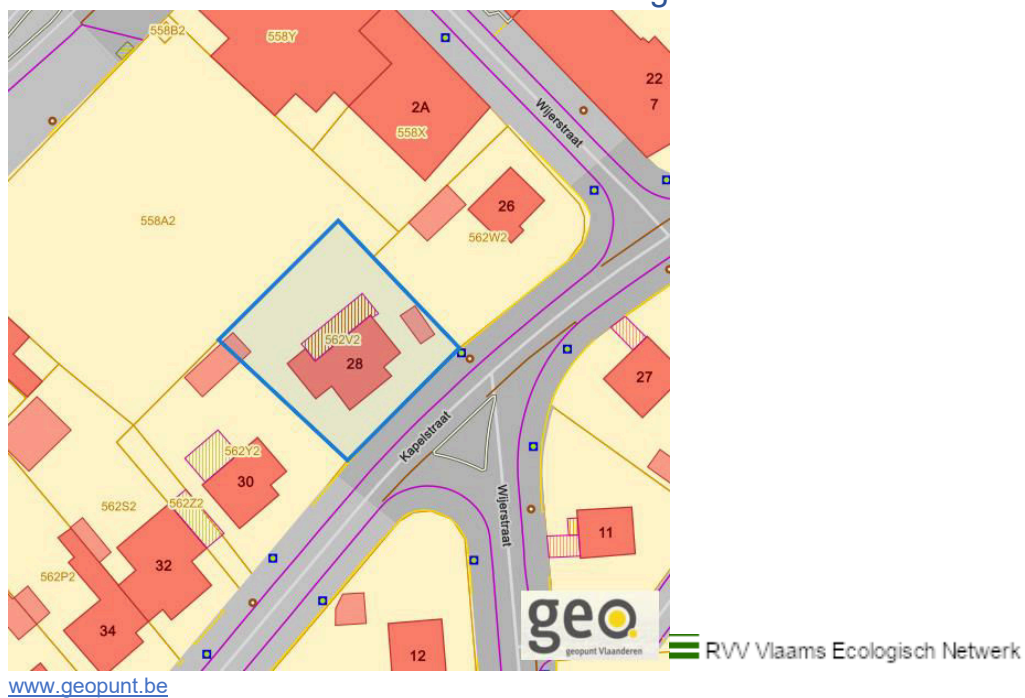 558B2
558Y
22
7
2A
558X
Wijerstraat
26
562W2
558A2
562V2
28
27
Kapelstraat
562Y2
30
562S2
562Z2
Wijerstraat
11
32
562P2
34
12
geo.
geopunt Vlaanderen
RVV Vlaams Ecologisch Netwerk
www.geopunt.be